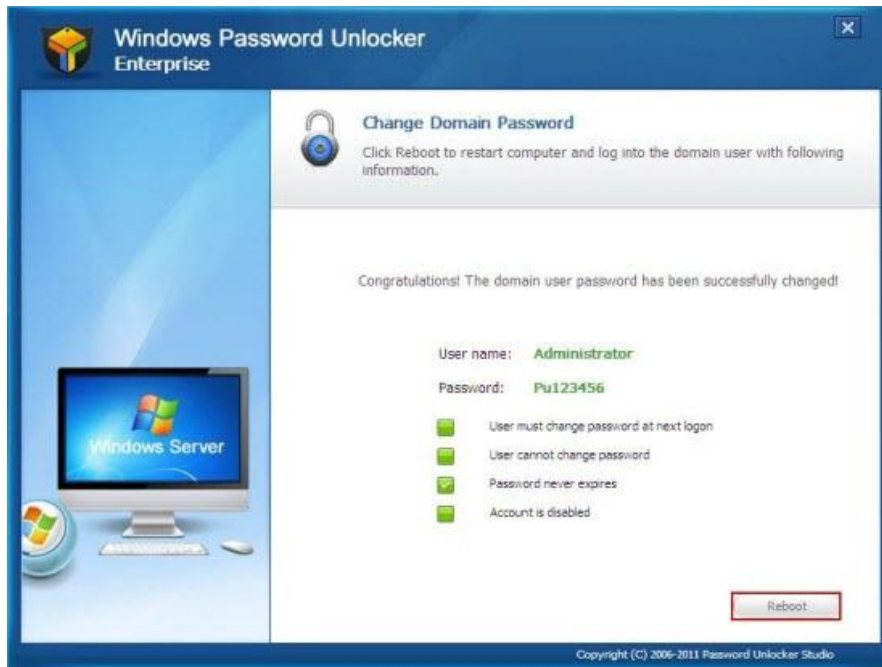 Windows Password Unlocker
Enterprise
Change Domain Password
Click Reboot to restart computer and log into the domain user with following
information.
Congratulations! The domain user password has been successfully changed!
User name: Administrator
Password: Pu123456
User must change password at next logon
User cannot change password
Password never expires
Account is disabled
Windows Server
Reboot
Copyright (C) 2006-2011 Password Unlocker Studio